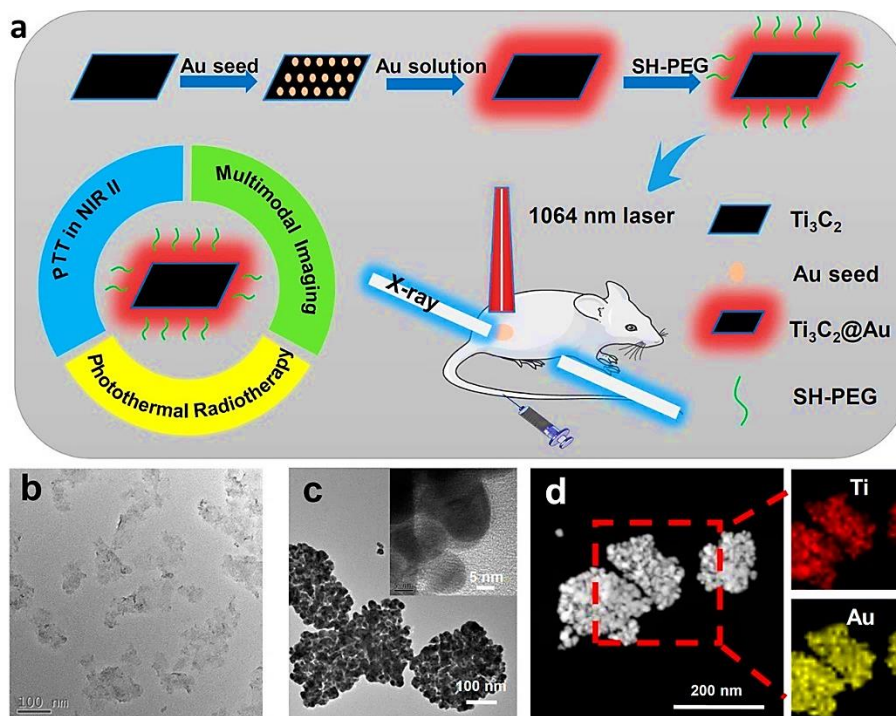 a
Au seed
Au solution
SH-PEG
PTT in NIR II
Multimodal Imaging
Photothermal Radiotherapy
1064 nm laser
X-ray
Ti₃C₂
Au seed
Ti₃C₂@Au
SH-PEG
b
100 nm
c
5 nm
100 nm
d
200 nm
Ti
Au